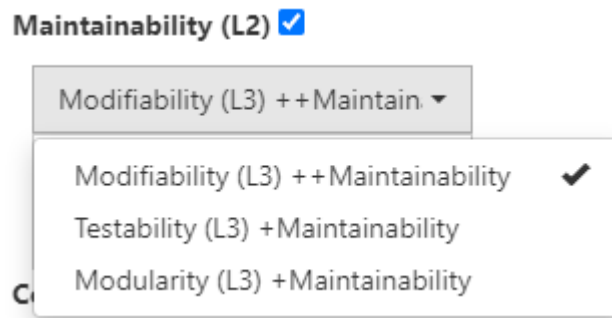 Maintainability (L2)
Modifiability (L3) ++Maintain
Modifiability (L3) ++Maintainability
Testability (L3) +Maintainability
Modularity (L3) +Maintainability